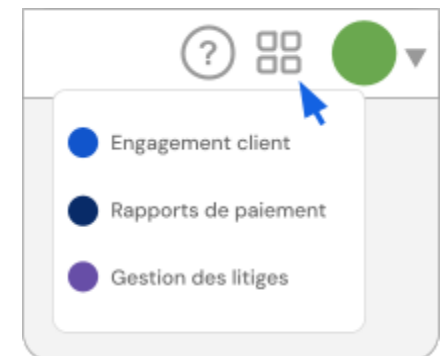 ?
Engagement client
Rapports de paiement
Gestion des litiges